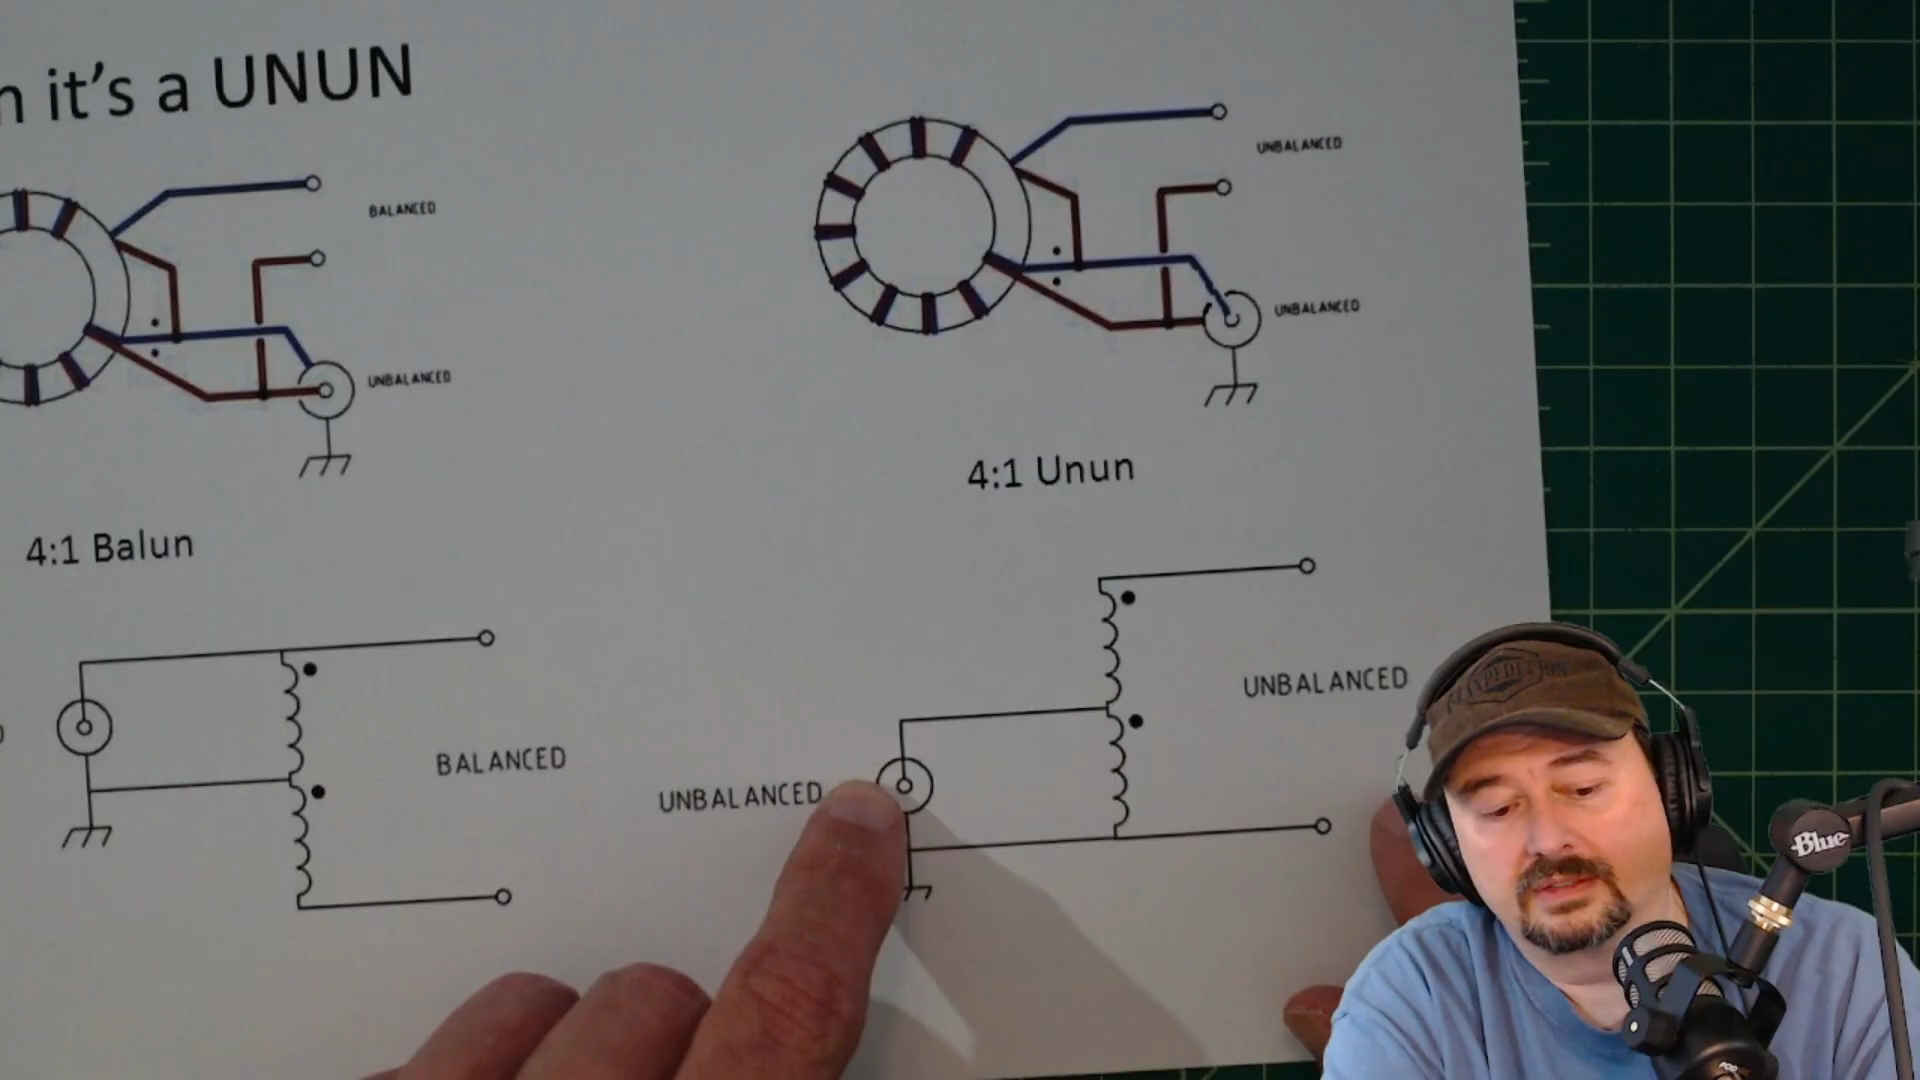 n it's a UNUN
BALANCED
UNBALANCED
4:1 Balun
BALANCED
UNBALANCED
UNBALANCED
4:1 Unun
UNBALANCED
UNBALANCED
Blue